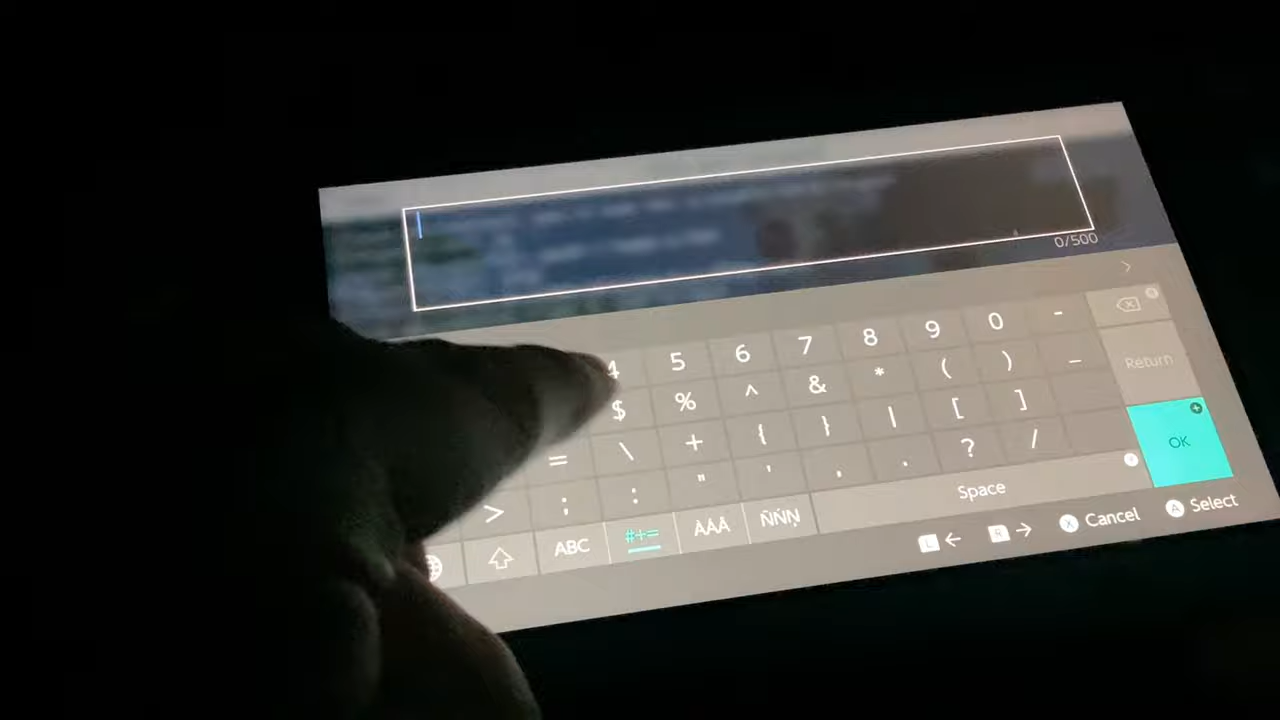 0/500
4 5 6 7 8 9 0 -
$ % ^ & * ( ) _
= \ + { } | [ ]
> ; : " ' , . ? /
Return
OK
ABC #+= ÀÁÂ ÑŃŅ Space
L ← R → X Cancel A Select